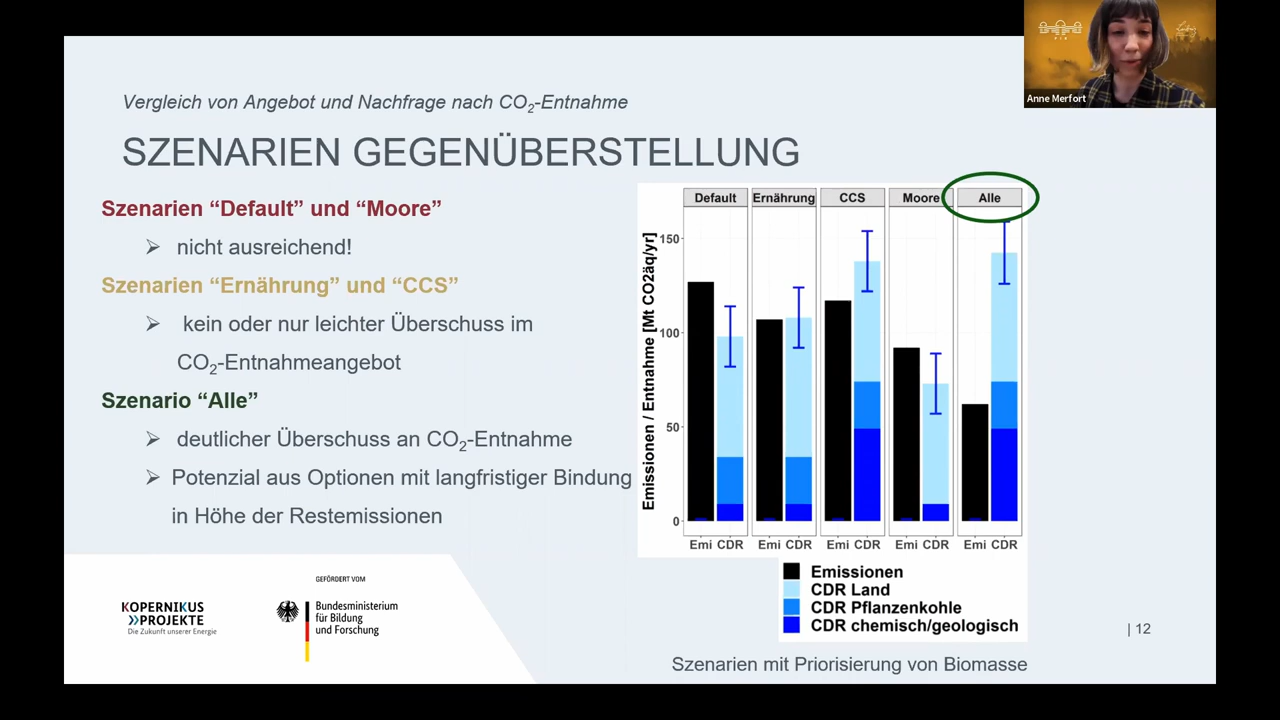 Vergleich von Angebot und Nachfrage nach CO₂-Entnahme
SZENARIEN GEGENÜBERSTELLUNG
Szenarien “Default” und “Moore”
nicht ausreichend!
Szenarien “Ernährung” und “CCS”
kein oder nur leichter Überschuss im
CO₂-Entnahmeangebot
Szenario “Alle”
deutlicher Überschuss an CO₂-Entnahme
Potenzial aus Optionen mit langfristiger Bindung
in Höhe der Restemissionen
Anne Merfort
Default Ernährung CCS Moore Alle
Emissionen / Entnahme [Mt CO2äq/yr]
150
100
50
0
Emi CDR Emi CDR Emi CDR Emi CDR Emi CDR
Emissionen
CDR Land
CDR Pflanzenkohle
CDR chemisch/geologisch
Szenarien mit Priorisierung von Biomasse
| 12
KOPERNIKUS
PROJEKTE
Die Zukunft unserer Energie
GEFÖRDERT VOM
Bundesministerium
für Bildung
und Forschung